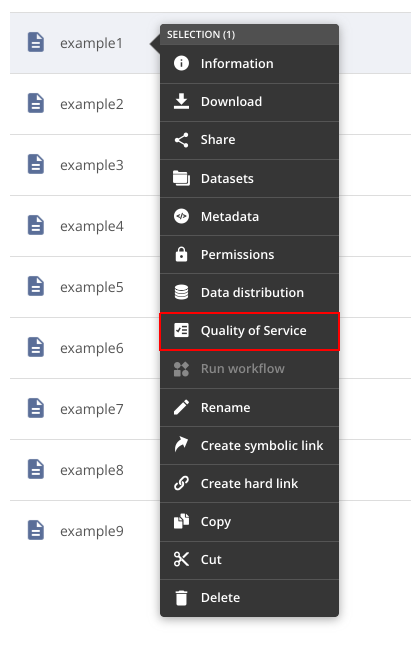 example1
example2
example3
example4
example5
example6
example7
example8
example9
SELECTION (1)
Information
Download
Share
Datasets
Metadata
Permissions
Data distribution
Quality of Service
Run workflow
Rename
Create symbolic link
Create hard link
Copy
Cut
Delete